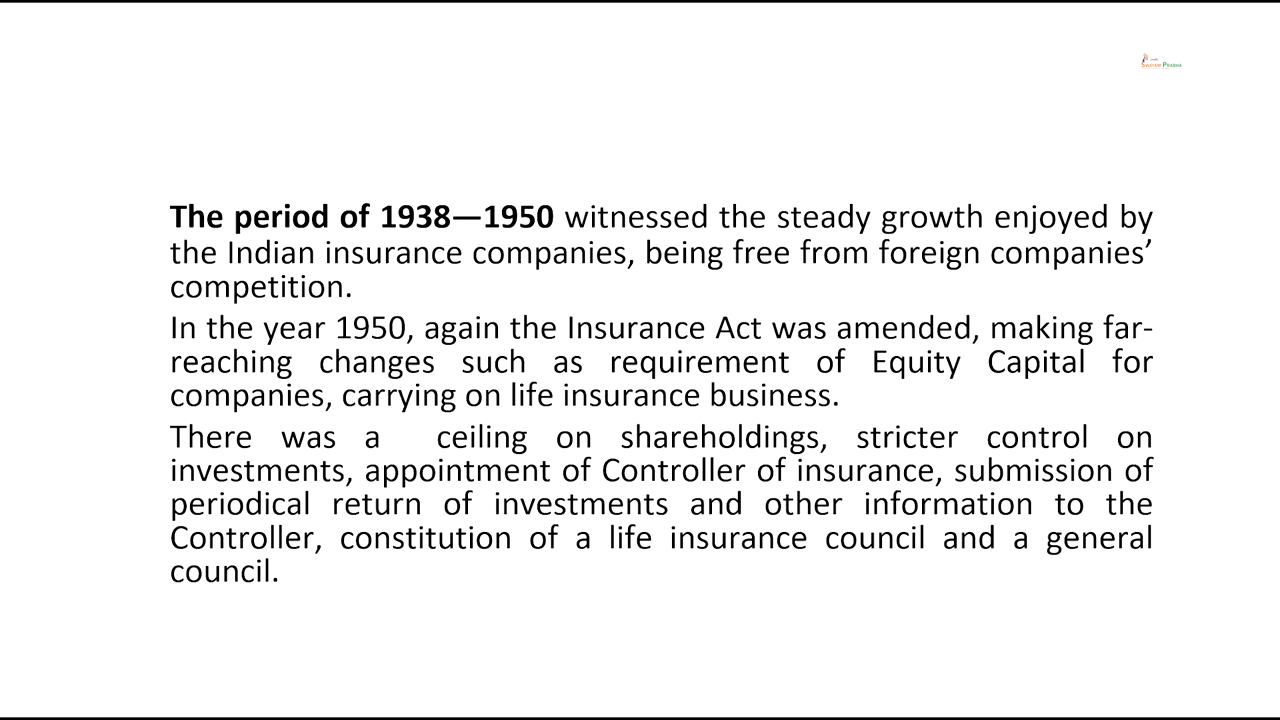 Swayam Prabha
The period of 1938—1950 witnessed the steady growth enjoyed by
the Indian insurance companies, being free from foreign companies’
competition.
In the year 1950, again the Insurance Act was amended, making far-
reaching changes such as requirement of Equity Capital for
companies, carrying on life insurance business.
There was a ceiling on shareholdings, stricter control on
investments, appointment of Controller of insurance, submission of
periodical return of investments and other information to the
Controller, constitution of a life insurance council and a general
council.